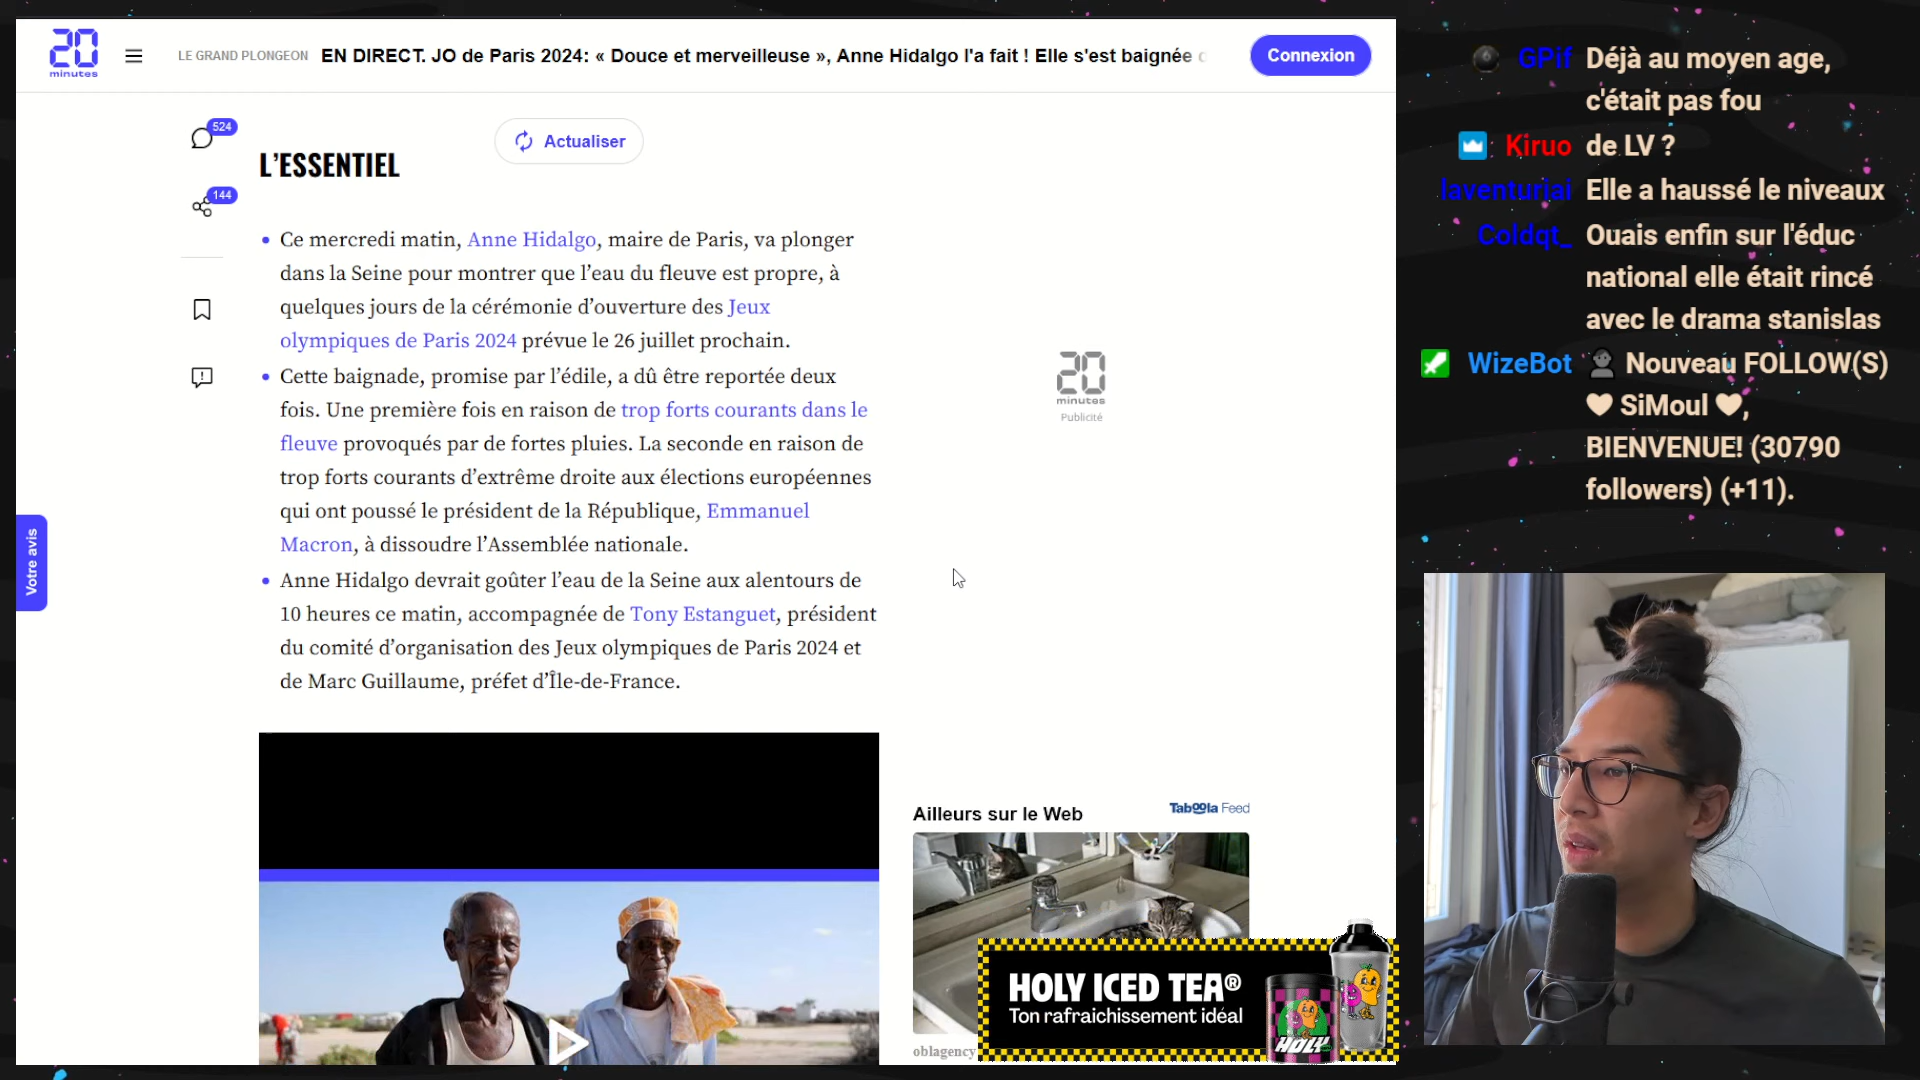 20
minutes
LE GRAND PLONGEON
EN DIRECT. JO de Paris 2024: « Douce et merveilleuse », Anne Hidalgo l'a fait ! Elle s'est baignée
Connexion
524
144
Actualiser
L’ESSENTIEL
Ce mercredi matin, Anne Hidalgo, maire de Paris, va plonger
dans la Seine pour montrer que l’eau du fleuve est propre, à
quelques jours de la cérémonie d’ouverture des Jeux
olympiques de Paris 2024 prévue le 26 juillet prochain.
Cette baignade, promise par l’édile, a dû être reportée deux
fois. Une première fois en raison de trop forts courants dans le
fleuve provoqués par de fortes pluies. La seconde en raison de
trop forts courants d’extrême droite aux élections européennes
qui ont poussé le président de la République, Emmanuel
Macron, à dissoudre l’Assemblée nationale.
Anne Hidalgo devrait goûter l’eau de la Seine aux alentours de
10 heures ce matin, accompagnée de Tony Estanguet, président
du comité d’organisation des Jeux olympiques de Paris 2024 et
de Marc Guillaume, préfet d’Île-de-France.
Votre avis
20
minutes
Publicité
Ailleurs sur le Web
Taboola Feed
oblagency
HOLY ICED TEA®
Ton rafraichissement idéal
HOLY
GPif Déjà au moyen age,
c'était pas fou
Kiruo de LV ?
laventuriai Elle a haussé le niveaux
Coldqt_ Ouais enfin sur l'éduc
national elle était rincé
avec le drama stanislas
WizeBot Nouveau FOLLOW(S)
SiMoul ,
BIENVENUE! (30790
followers) (+11).